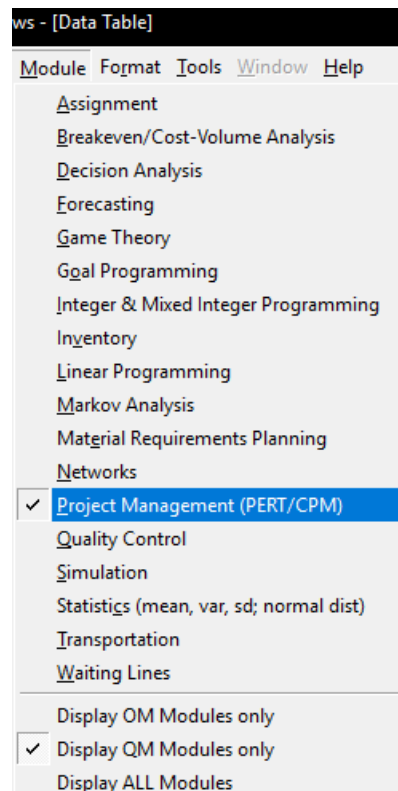 ws - [Data Table]
Module Format Tools Window Help
Assignment
Breakeven/Cost-Volume Analysis
Decision Analysis
Forecasting
Game Theory
Goal Programming
Integer & Mixed Integer Programming
Inventory
Linear Programming
Markov Analysis
Material Requirements Planning
Networks
Project Management (PERT/CPM)
Quality Control
Simulation
Statistics (mean, var, sd; normal dist)
Transportation
Waiting Lines
Display OM Modules only
Display QM Modules only
Display ALL Modules